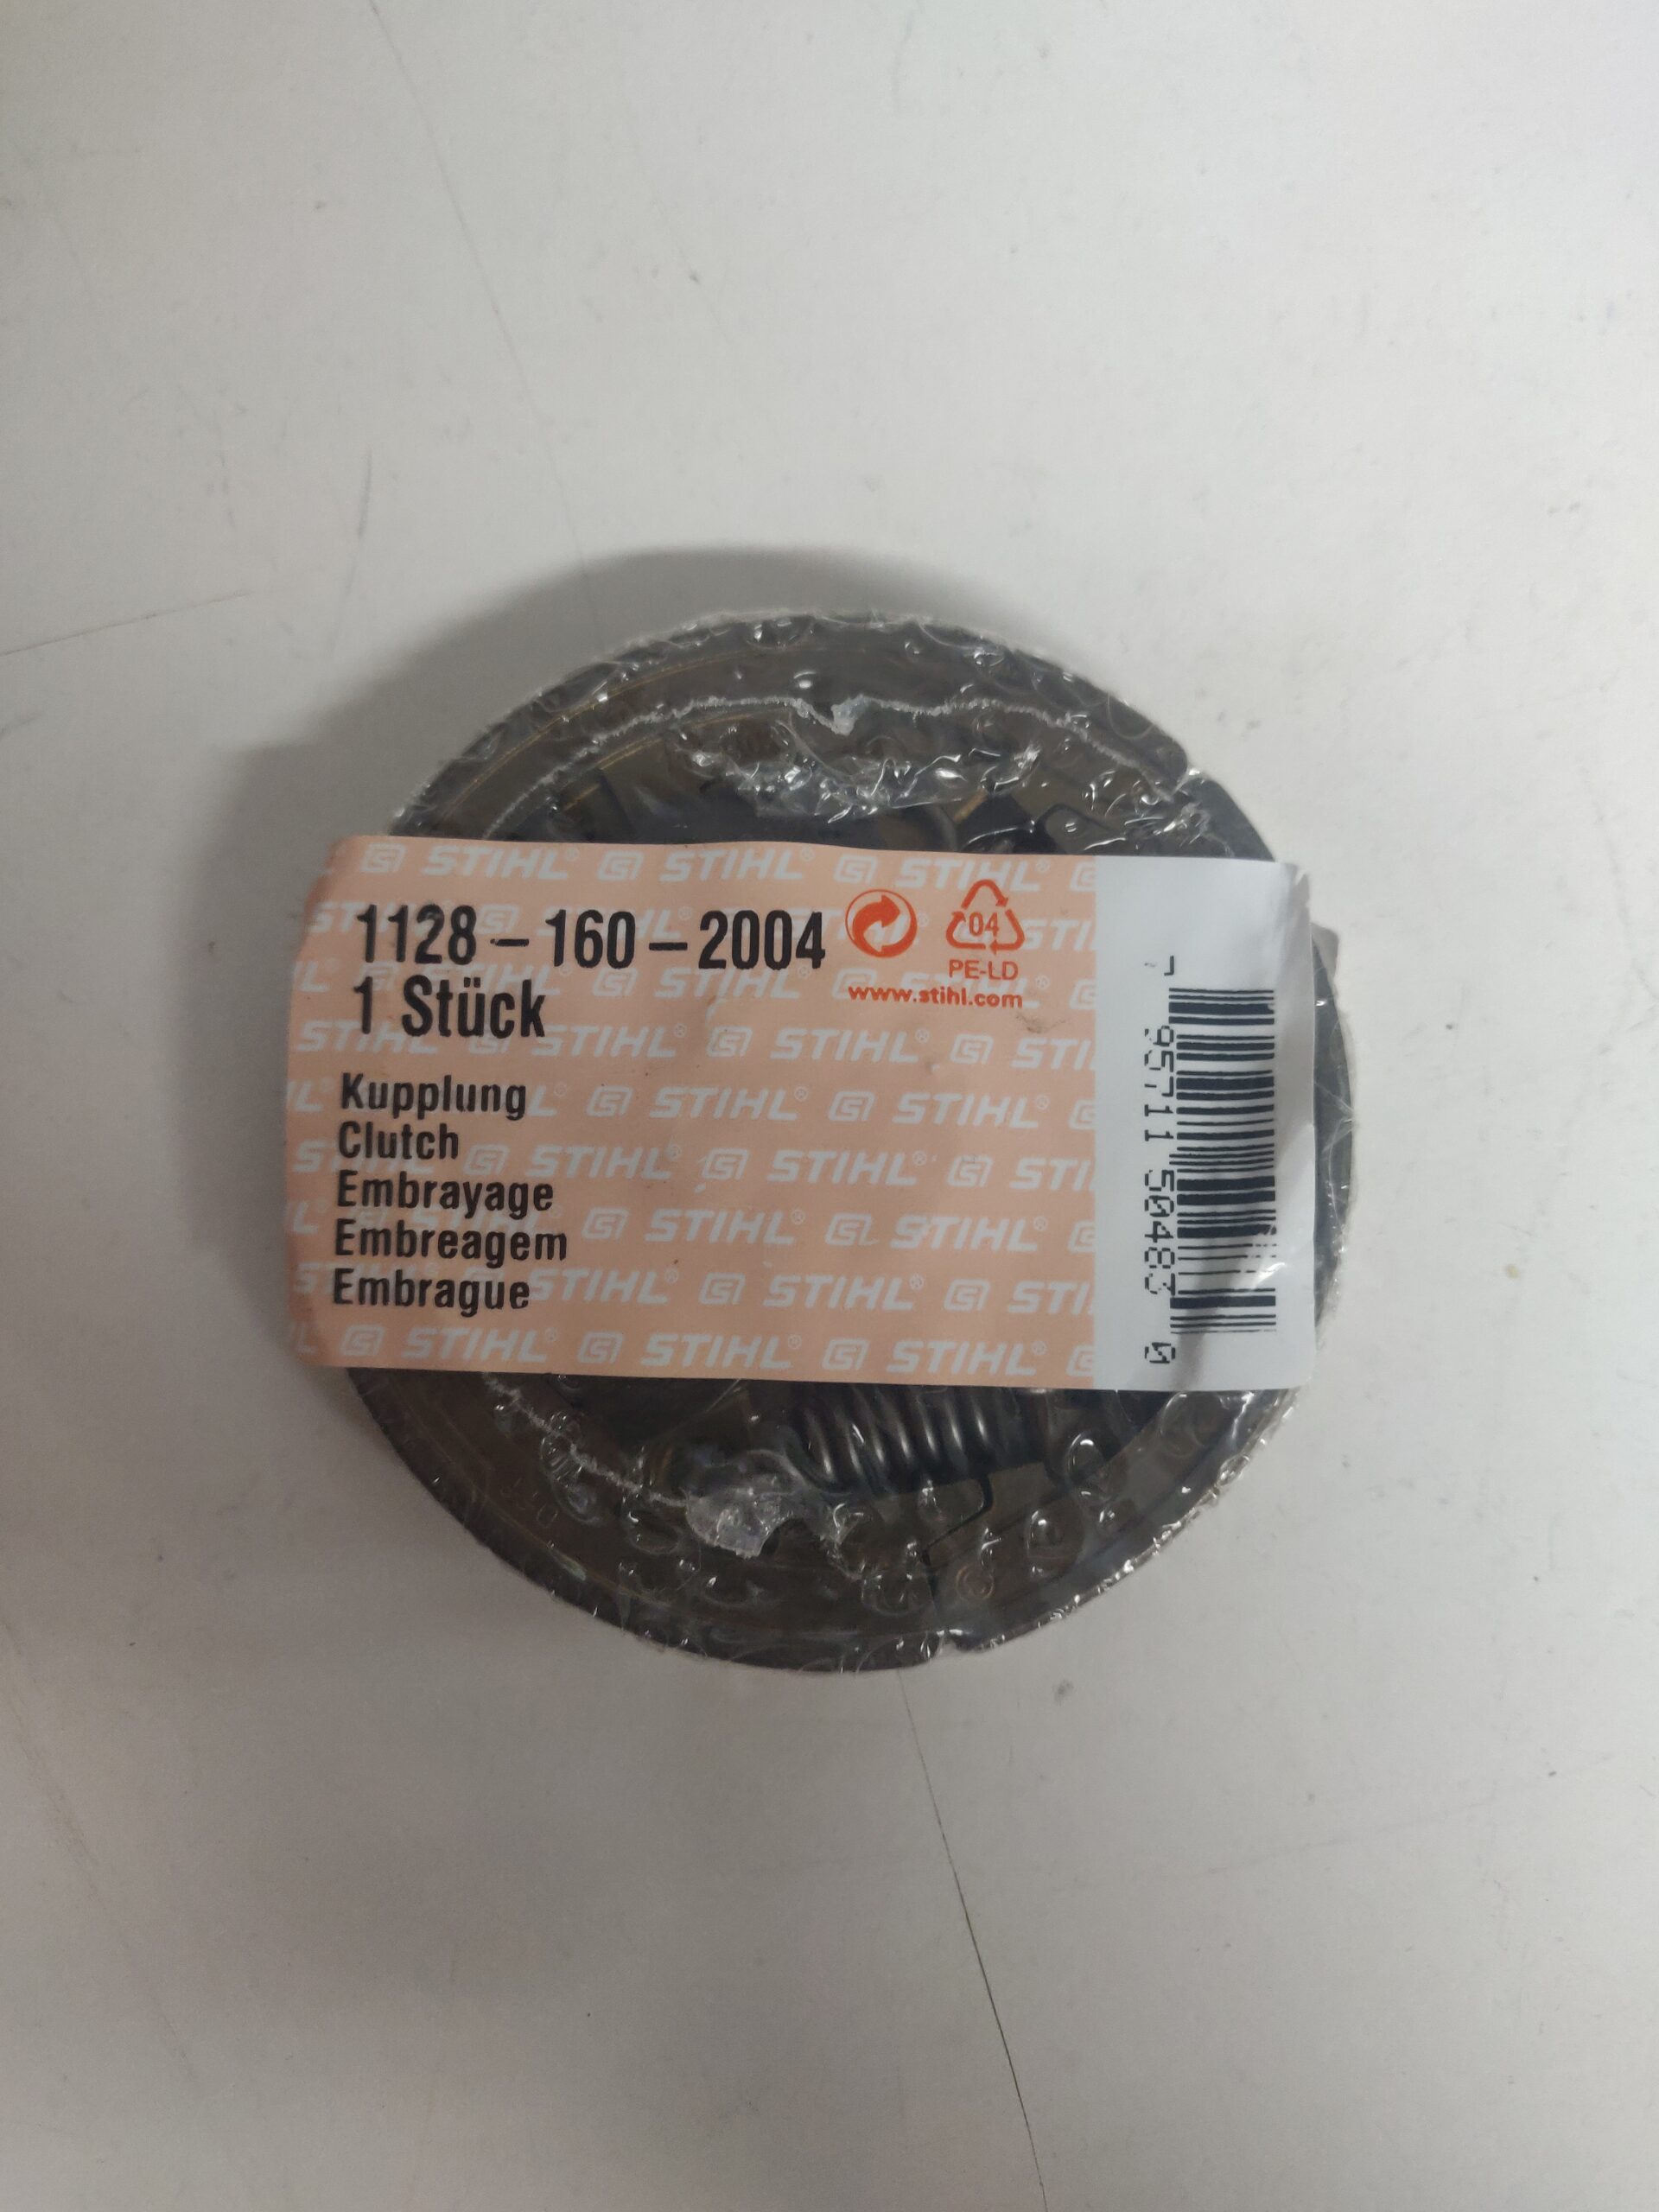 1128-160-2004
1 Stück
04
PE-LD
www.stihl.com
Kupplung
Clutch
Embrayage
Embreagem
Embrague
STIHL®
7 95711 50483 0